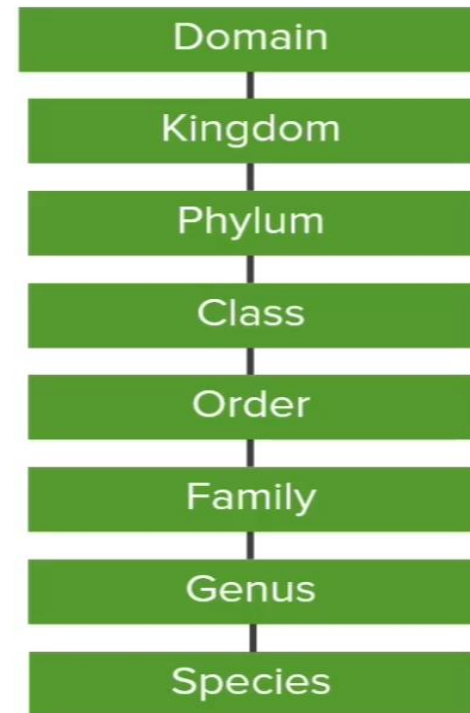 Domain
Kingdom
Phylum
Class
Order
Family
Genus
Species